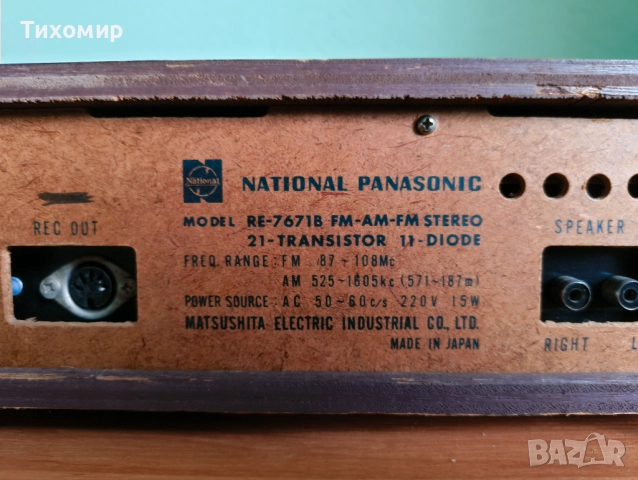 Тихомир
National
NATIONAL PANASONIC
MODEL RE-7671B FM-AM-FM STEREO
21-TRANSISTOR 11-DIODE
FREQ. RANGE: FM 87-108Mc
AM 525-1605kc (571-187m)
POWER SOURCE: AC 50-60c/s 220V 15W
MATSUSHITA ELECTRIC INDUSTRIAL CO., LTD.
MADE IN JAPAN
REC OUT
SPEAKER
RIGHT
L
BAZAR